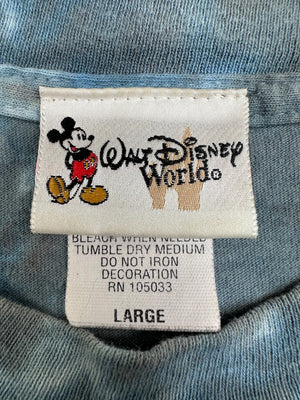 WALT DISNEY
World®
BLEACH WHEN NEEDED
TUMBLE DRY MEDIUM
DO NOT IRON
DECORATION
RN 105033
LARGE